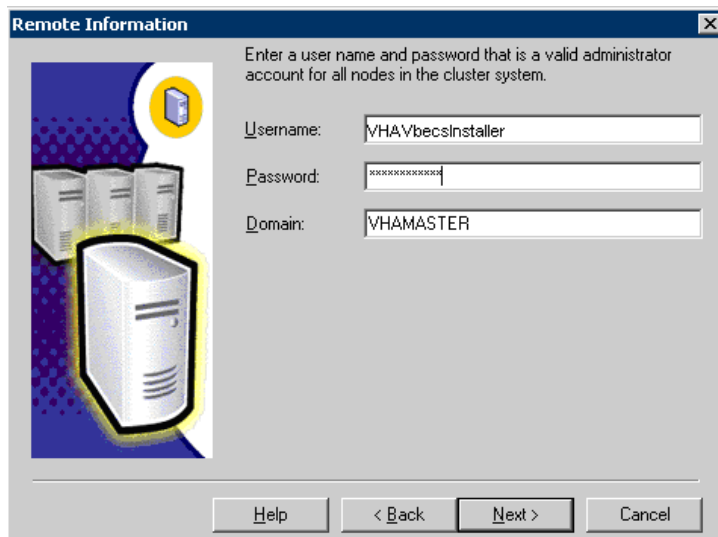 Remote Information
Enter a user name and password that is a valid administrator
account for all nodes in the cluster system.
Username: VHAVbecsInstaller
Password: ************
Domain: VHAMASTER
Help < Back Next > Cancel